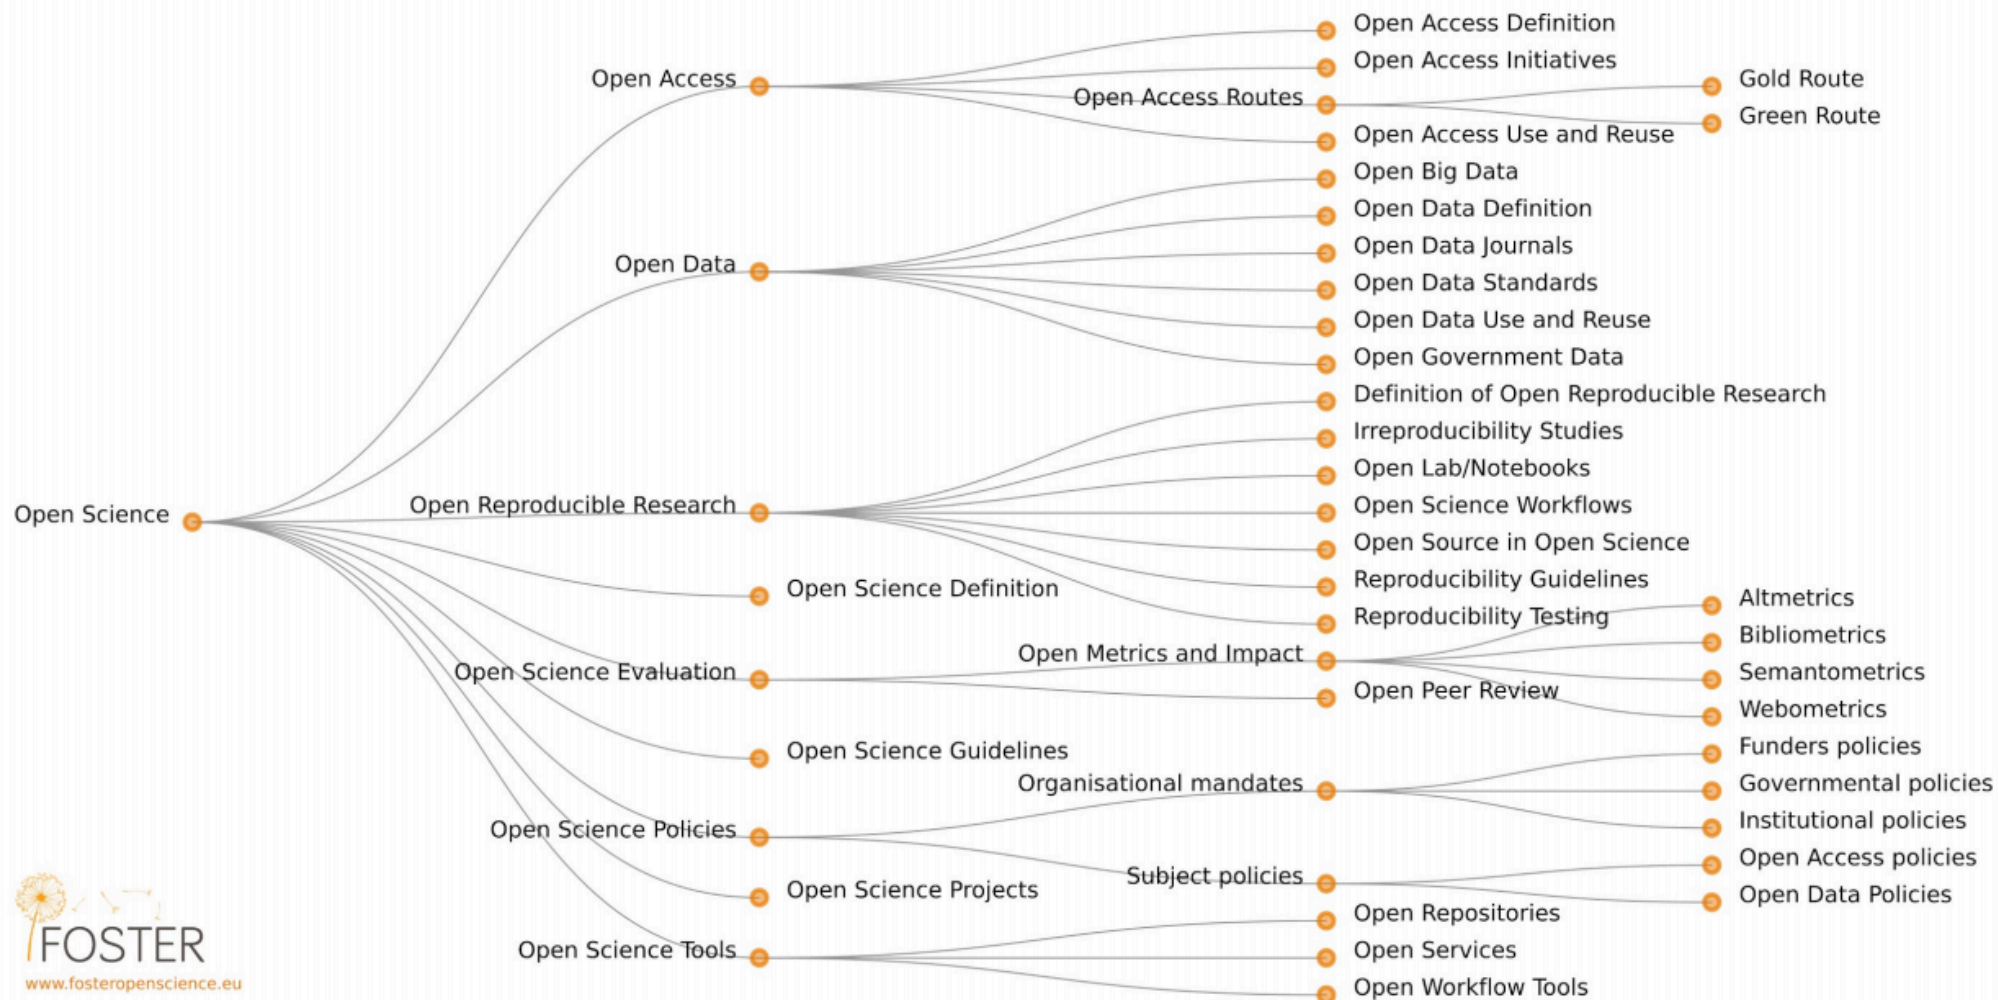 Open Science
Open Access
Open Access Definition
Open Access Initiatives
Open Access Routes
Gold Route
Green Route
Open Access Use and Reuse
Open Data
Open Big Data
Open Data Definition
Open Data Journals
Open Data Standards
Open Data Use and Reuse
Open Government Data
Open Reproducible Research
Definition of Open Reproducible Research
Irreproducibility Studies
Open Lab/Notebooks
Open Science Workflows
Open Source in Open Science
Reproducibility Guidelines
Reproducibility Testing
Open Science Definition
Open Science Evaluation
Open Metrics and Impact
Altmetrics
Bibliometrics
Semantometrics
Webometrics
Open Peer Review
Open Science Guidelines
Open Science Policies
Organisational mandates
Funders policies
Governmental policies
Institutional policies
Subject policies
Open Access policies
Open Data Policies
Open Science Projects
Open Science Tools
Open Repositories
Open Services
Open Workflow Tools
FOSTER
www.fosteropenscience.eu